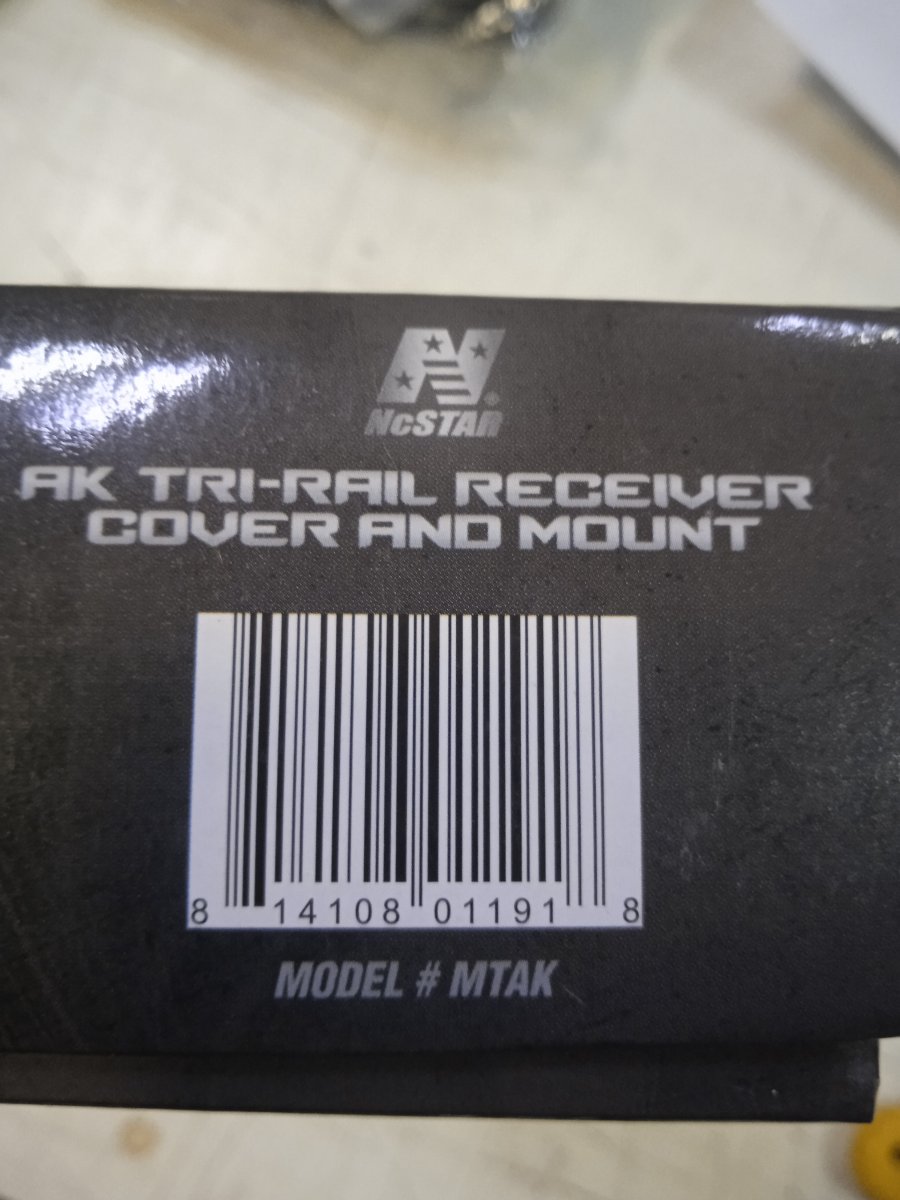 NcSTAR
AK TRI-RAIL RECEIVER
COVER AND MOUNT
8 14108 01191 8
MODEL # MTAK